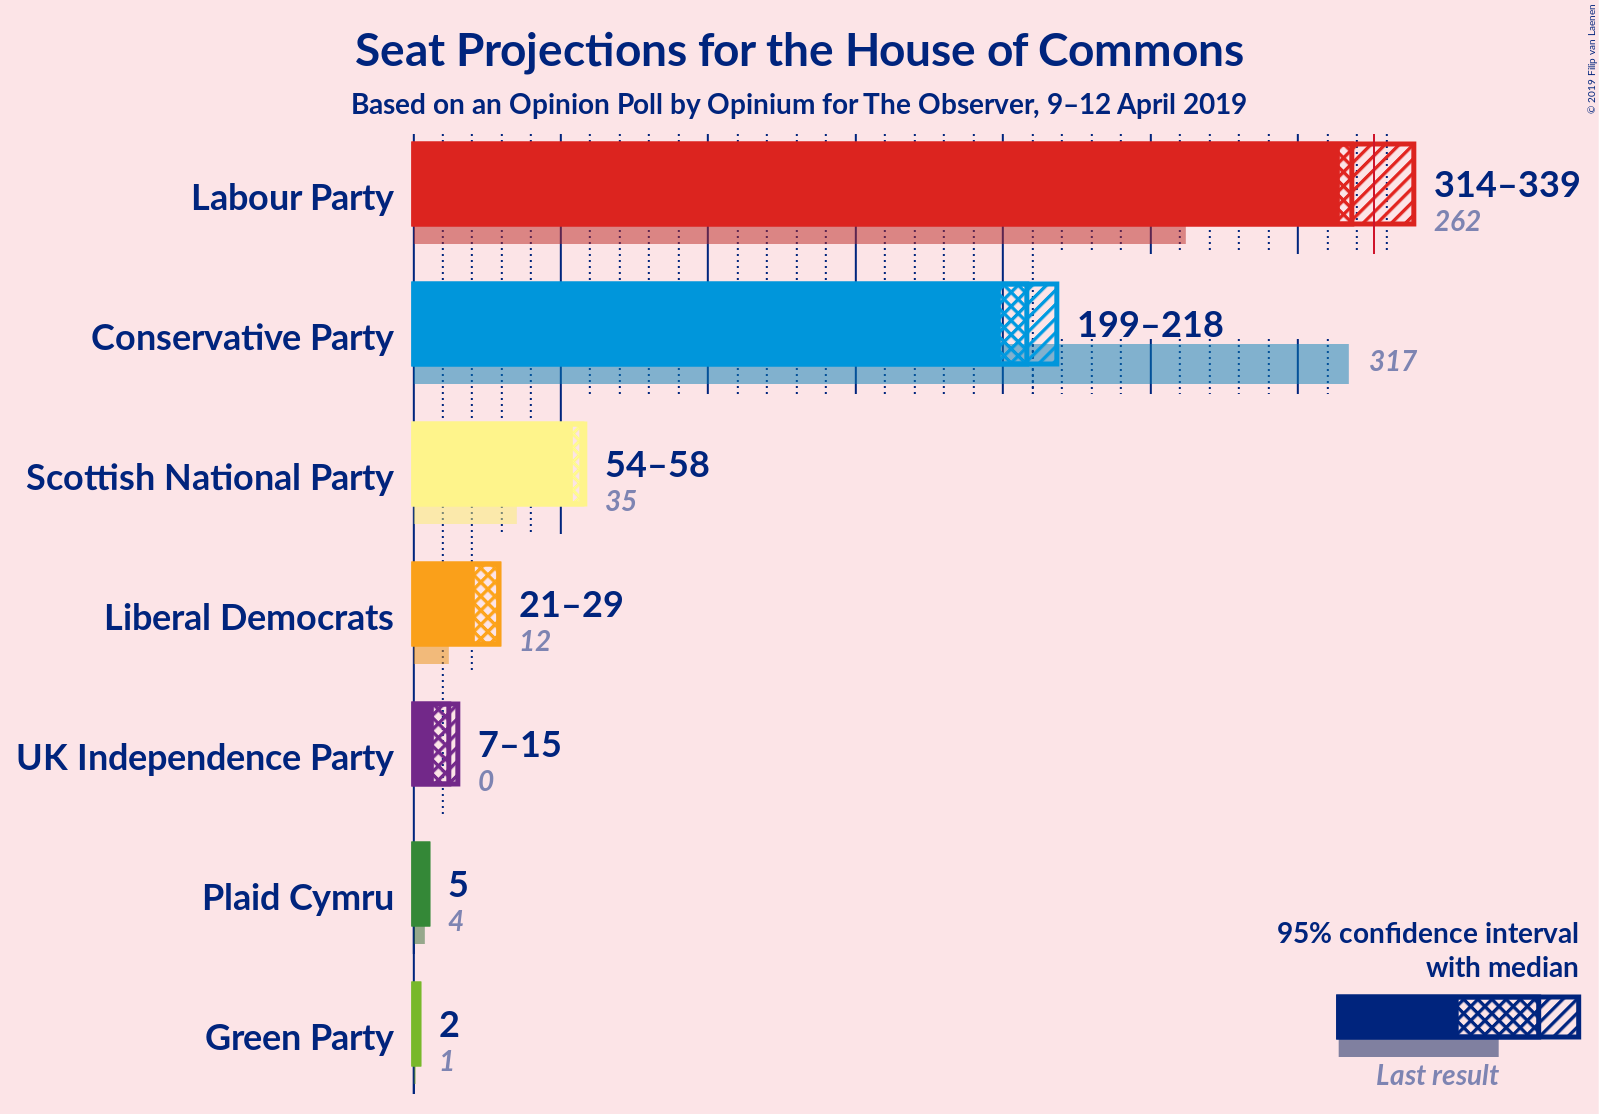 Seat Projections for the House of Commons
Based on an Opinion Poll by Opinium for The Observer, 9–12 April 2019
© 2019 Filip van Laenen
Labour Party
314–339
262
Conservative Party
199–218
317
Scottish National Party
54–58
35
Liberal Democrats
21–29
12
UK Independence Party
7–15
0
Plaid Cymru
5
4
Green Party
2
1
95% confidence interval
with median
Last result